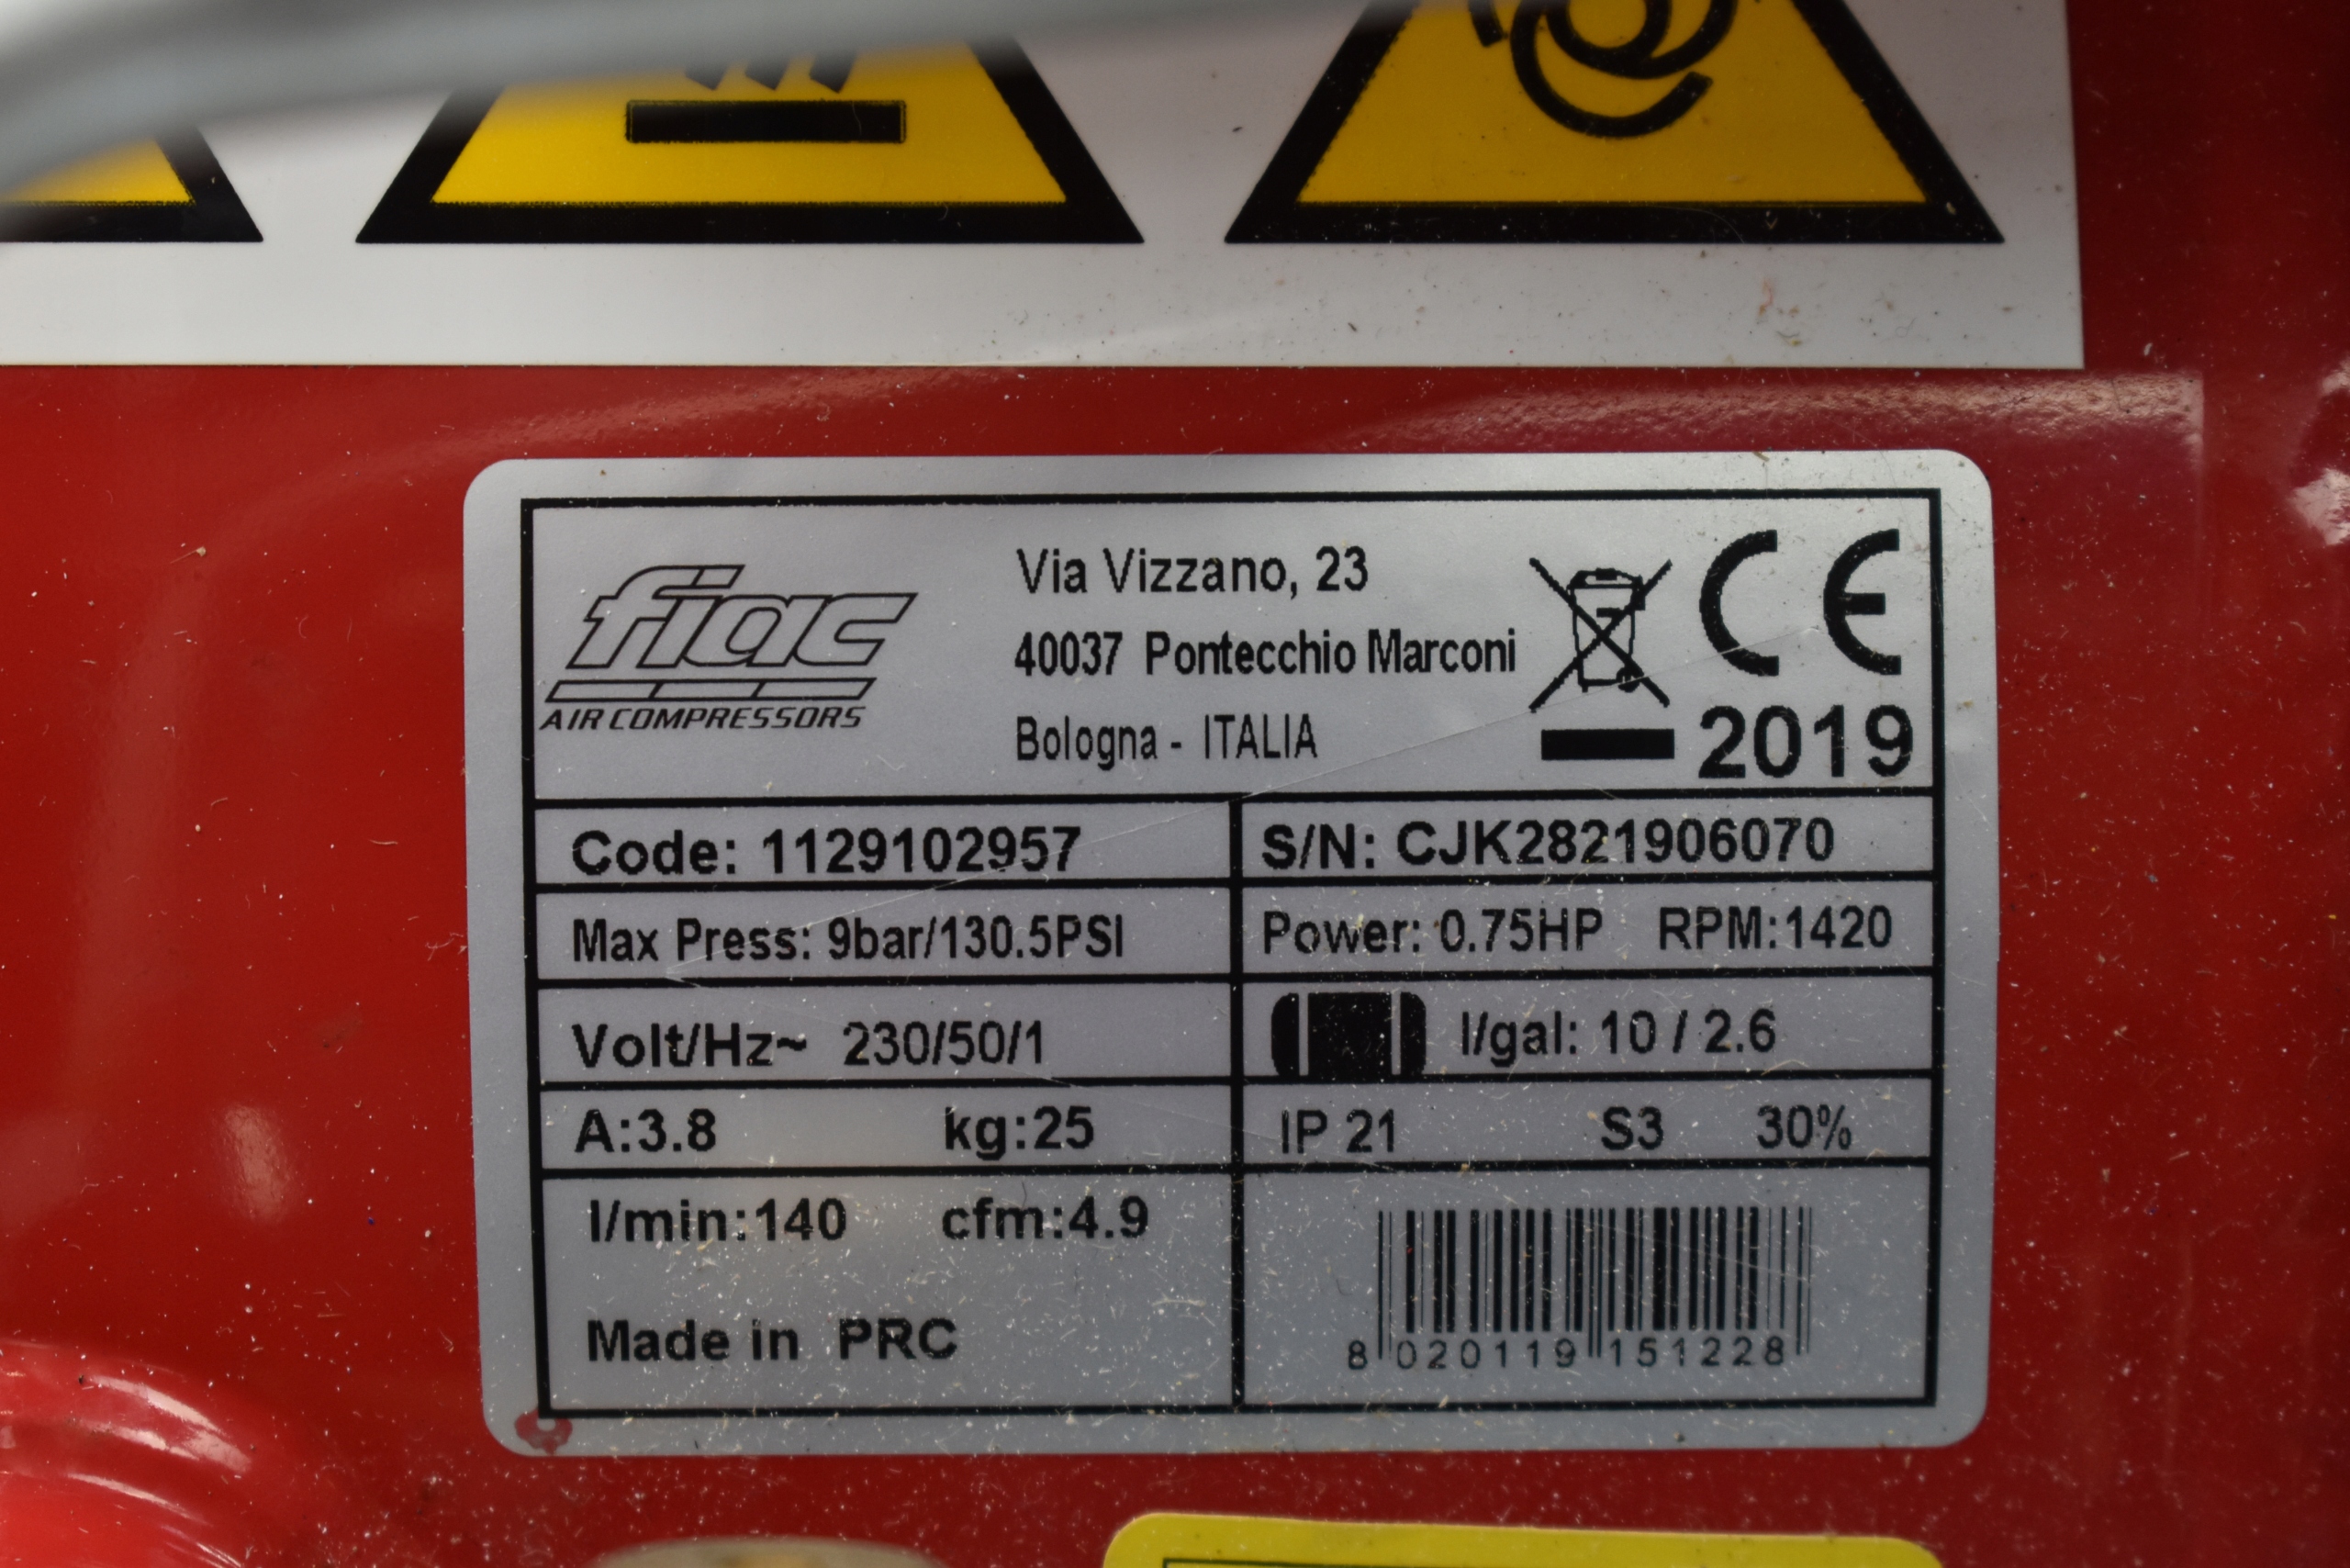 fiac
AIR COMPRESSORS
Via Vizzano, 23
40037 Pontecchio Marconi
Bologna - ITALIA
CE
2019
Code: 1129102957
S/N: CJK2821906070
Max Press: 9bar/130.5PSI
Power: 0.75HP RPM:1420
Volt/Hz~ 230/50/1
l/gal: 10 / 2.6
A:3.8 kg:25
IP 21 S3 30%
l/min:140 cfm:4.9
Made in PRC
8 020119 151228